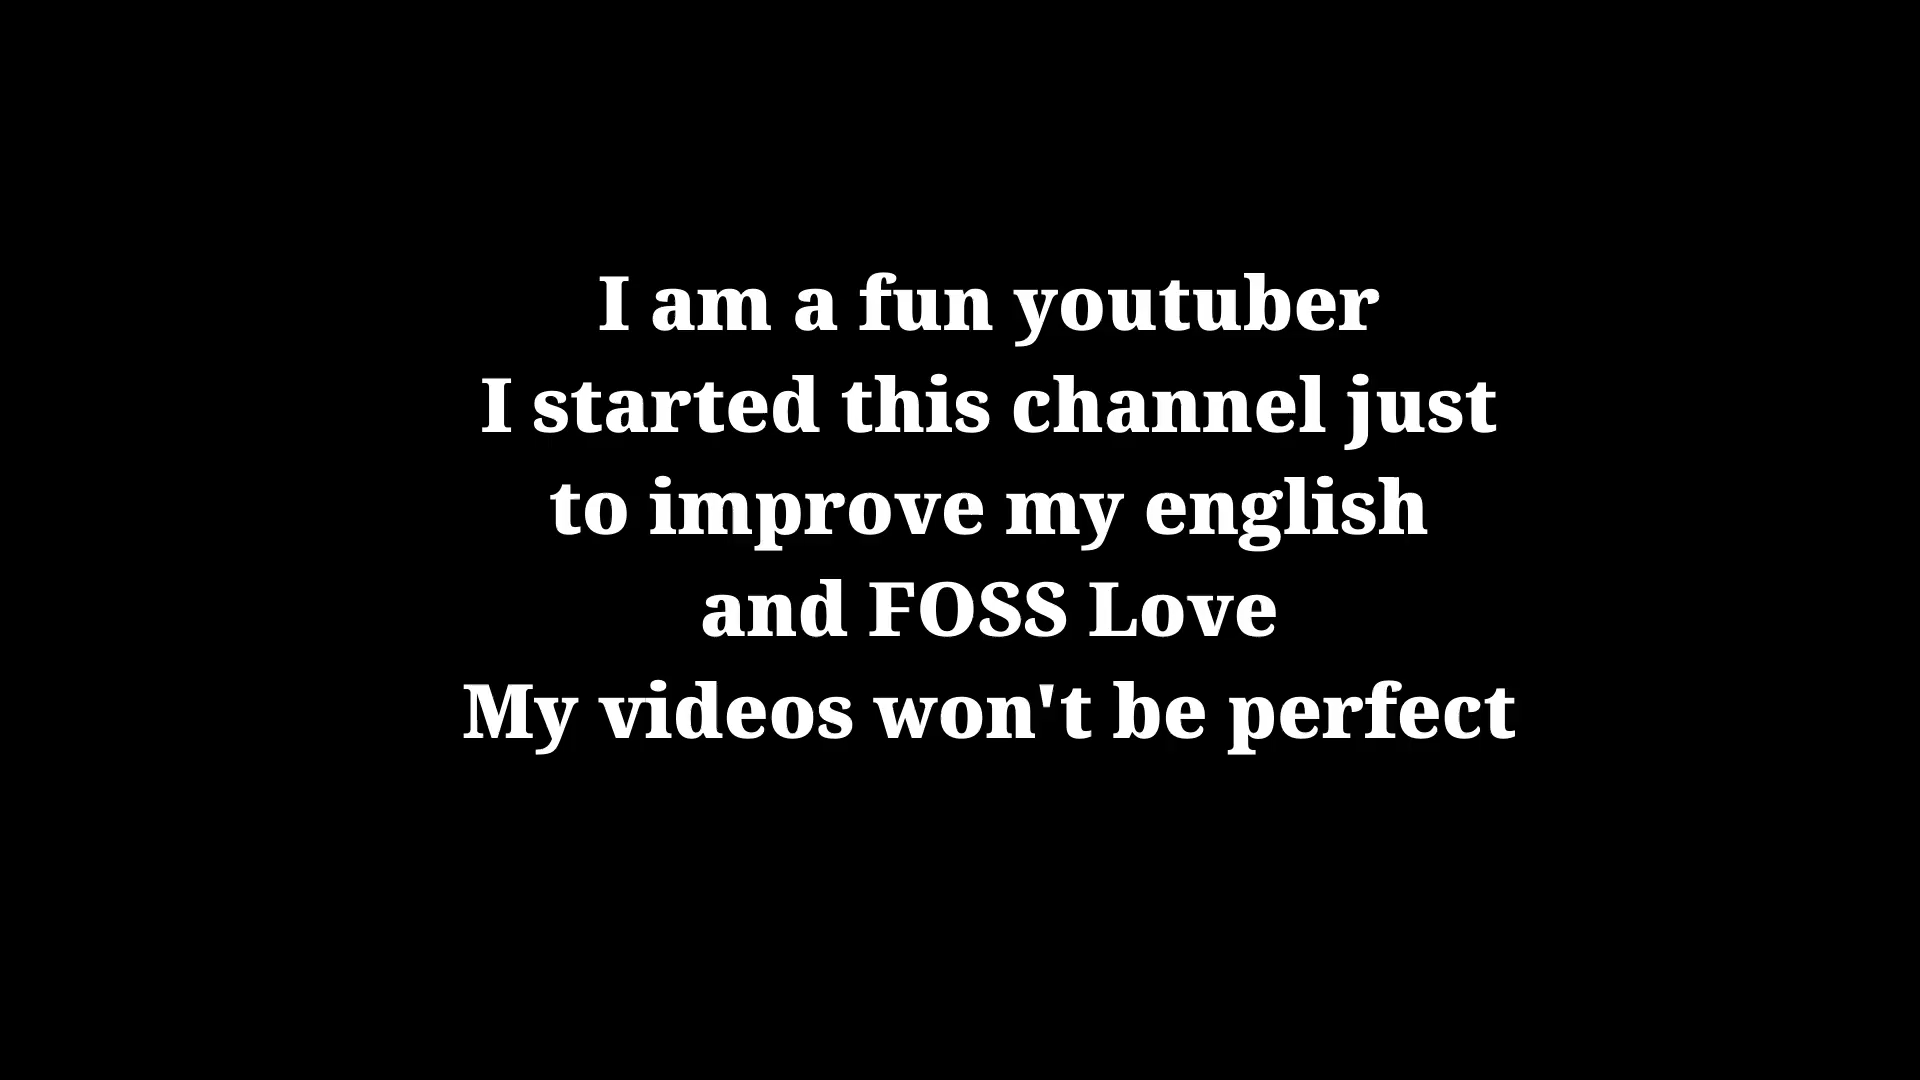 I am a fun youtuber
I started this channel just
to improve my english
and FOSS Love
My videos won't be perfect